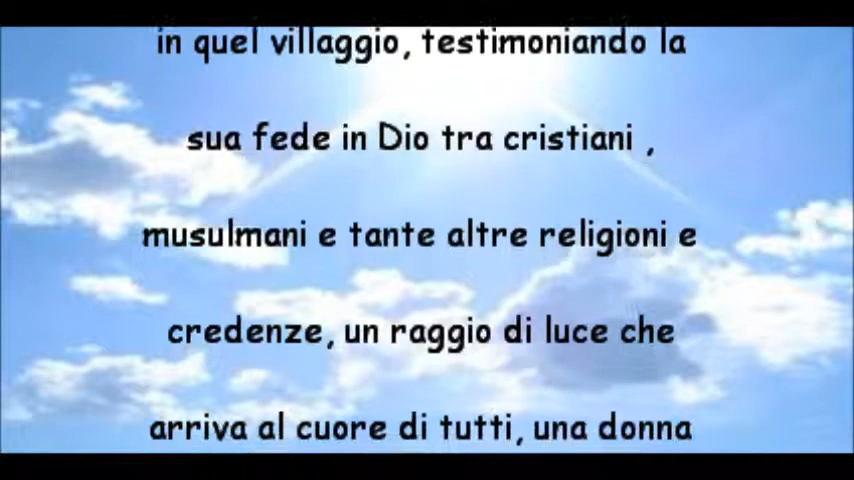 in quel villaggio, testimoniando la
sua fede in Dio tra cristiani ,
musulmani e tante altre religioni e
credenze, un raggio di luce che
arriva al cuore di tutti, una donna